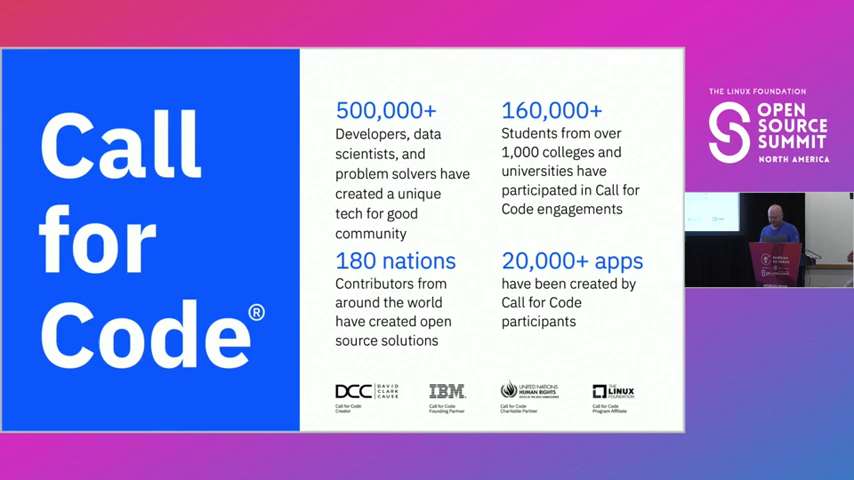 Call
for
Code®
500,000+
Developers, data
scientists, and
problem solvers have
created a unique
tech for good
community
160,000+
Students from over
1,000 colleges and
universities have
participated in Call for
Code engagements
180 nations
Contributors from
around the world
have created open
source solutions
20,000+ apps
have been created by
Call for Code
participants
DCC DAVID
CLARK
CAUSE
Call for Code
Creator
IBM
Call for Code
Founding Partner
UNITED NATIONS
HUMAN RIGHTS
Call for Code
Charitable Partner
THE
LINUX
FOUNDATION
Call for Code
Program Affiliate
THE LINUX FOUNDATION
OPEN
SOURCE
SUMMIT
NORTH AMERICA